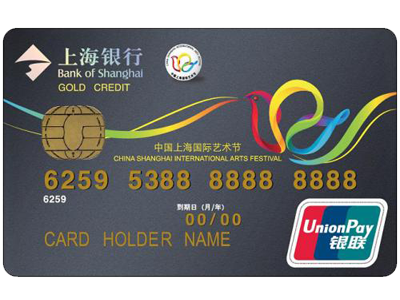 上海银行
Bank of Shanghai
GOLD CREDIT
中国上海国际艺术节
CHINA SHANGHAI INTERNATIONAL ARTS FESTIVAL
6259 5388 8888 8888
6259
到期日（月/年）
00/00
CARD HOLDER NAME
UnionPay
银联